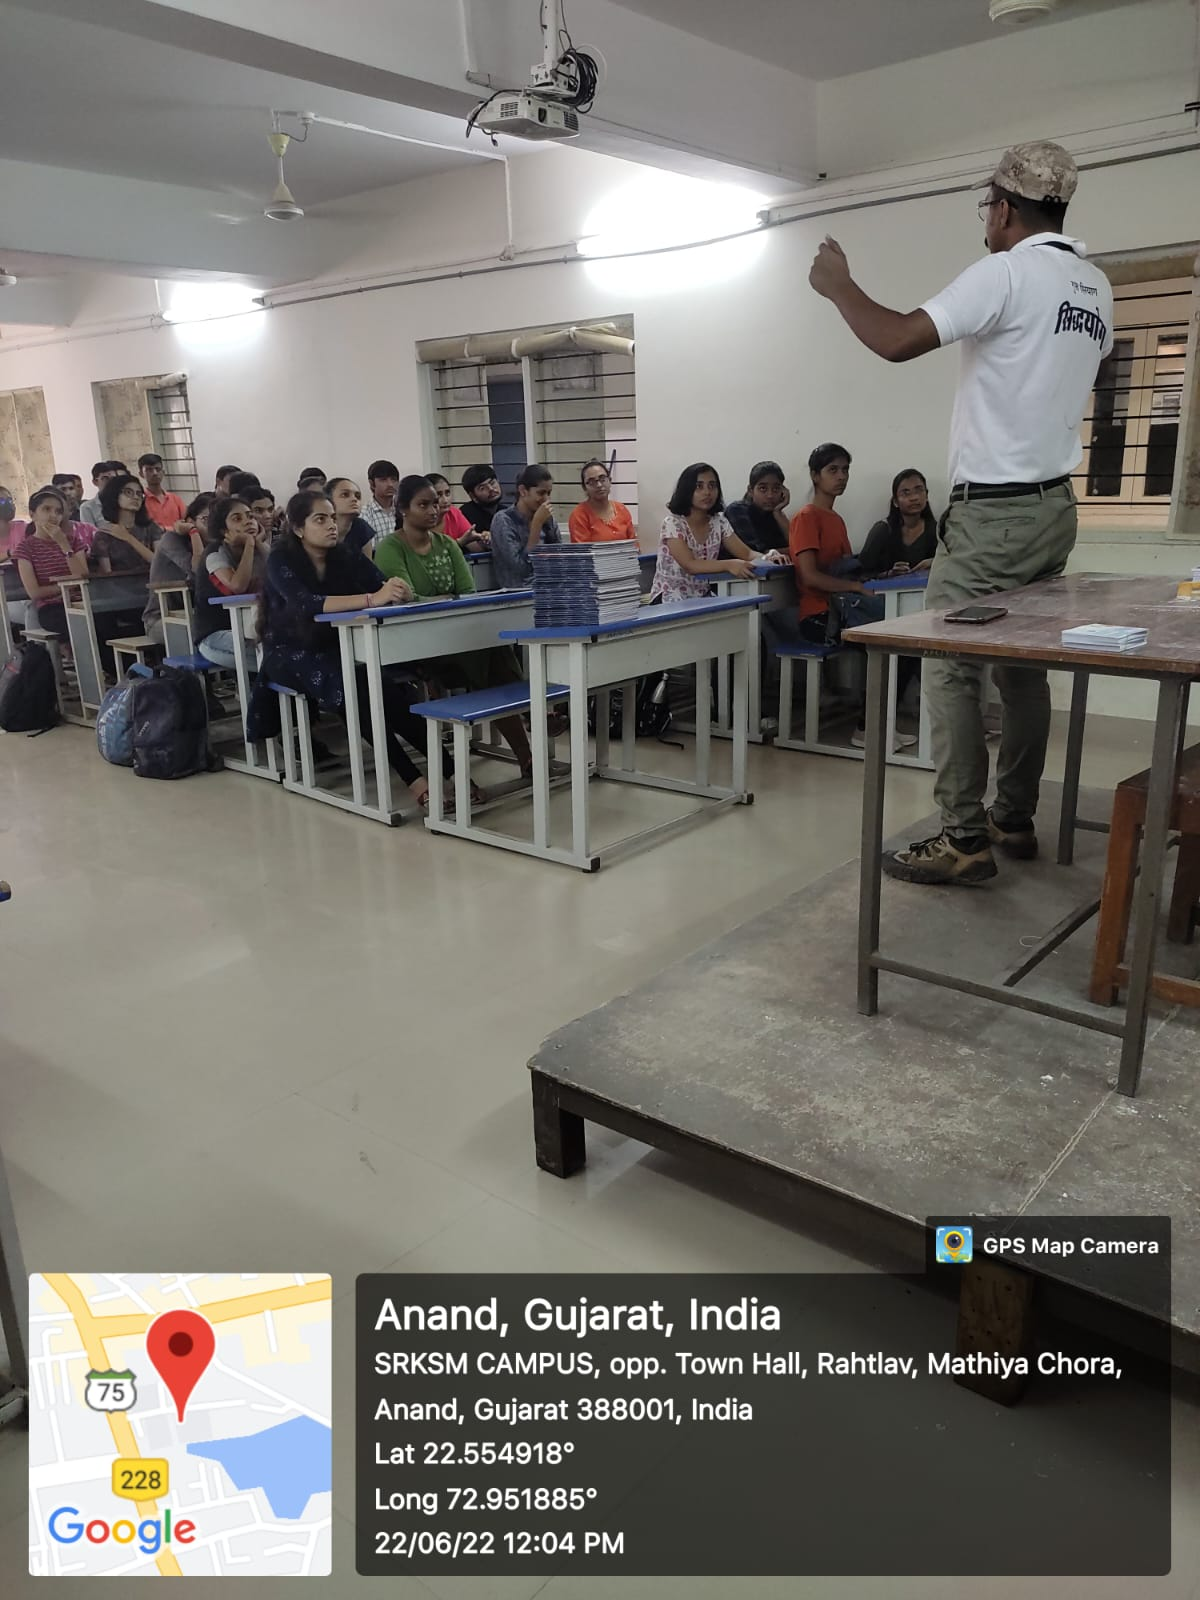 गुरु सियाग
सिद्धयोग
GPS Map Camera
Anand, Gujarat, India
SRKSM CAMPUS, opp. Town Hall, Rahtlav, Mathiya Chora,
Anand, Gujarat 388001, India
Lat 22.554918°
Long 72.951885°
22/06/22 12:04 PM
75
228
Google